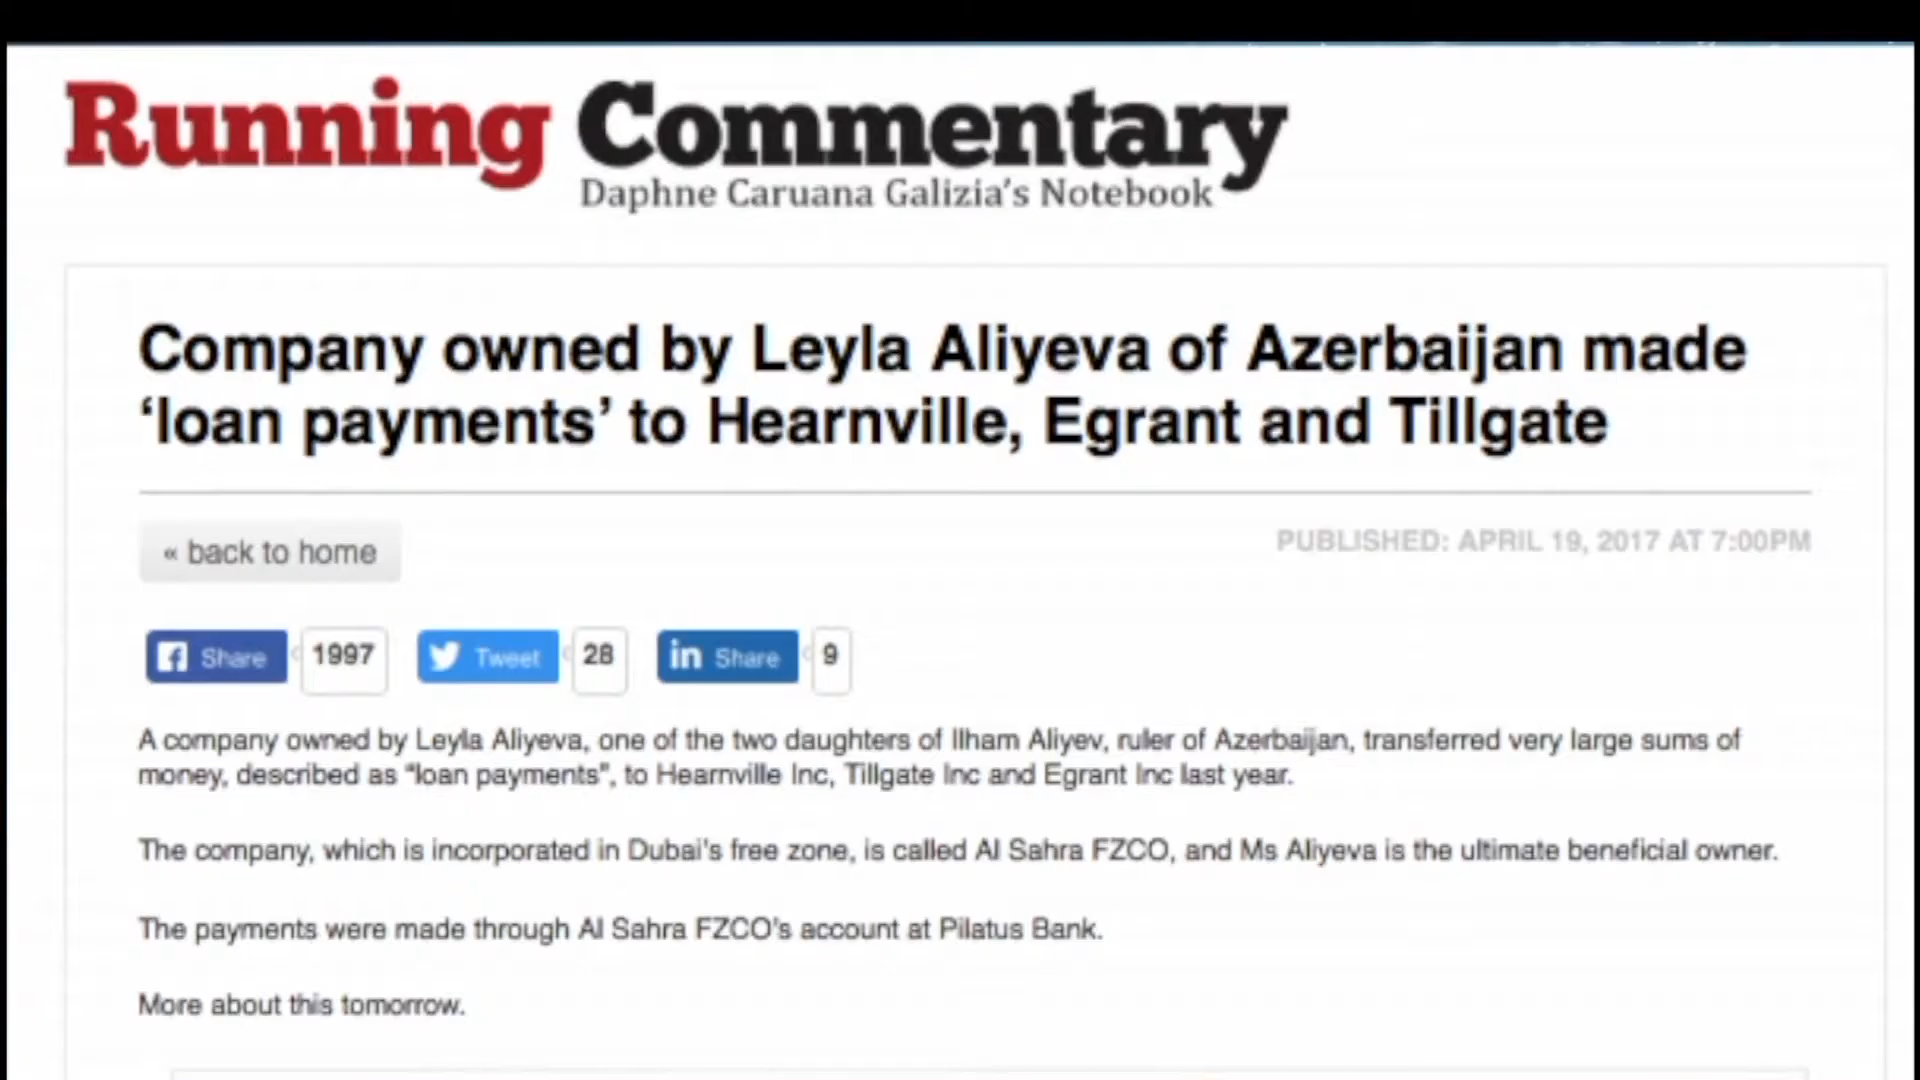 Running Commentary
Daphne Caruana Galizia's Notebook
Company owned by Leyla Aliyeva of Azerbaijan made
‘loan payments’ to Hearnville, Egrant and Tillgate
« back to home
PUBLISHED: APRIL 19, 2017 AT 7:00PM
Share 1997 Tweet 28 in Share 9
A company owned by Leyla Aliyeva, one of the two daughters of Ilham Aliyev, ruler of Azerbaijan, transferred very large sums of
money, described as “loan payments”, to Hearnville Inc, Tillgate Inc and Egrant Inc last year.
The company, which is incorporated in Dubai's free zone, is called Al Sahra FZCO, and Ms Aliyeva is the ultimate beneficial owner.
The payments were made through Al Sahra FZCO's account at Pilatus Bank.
More about this tomorrow.